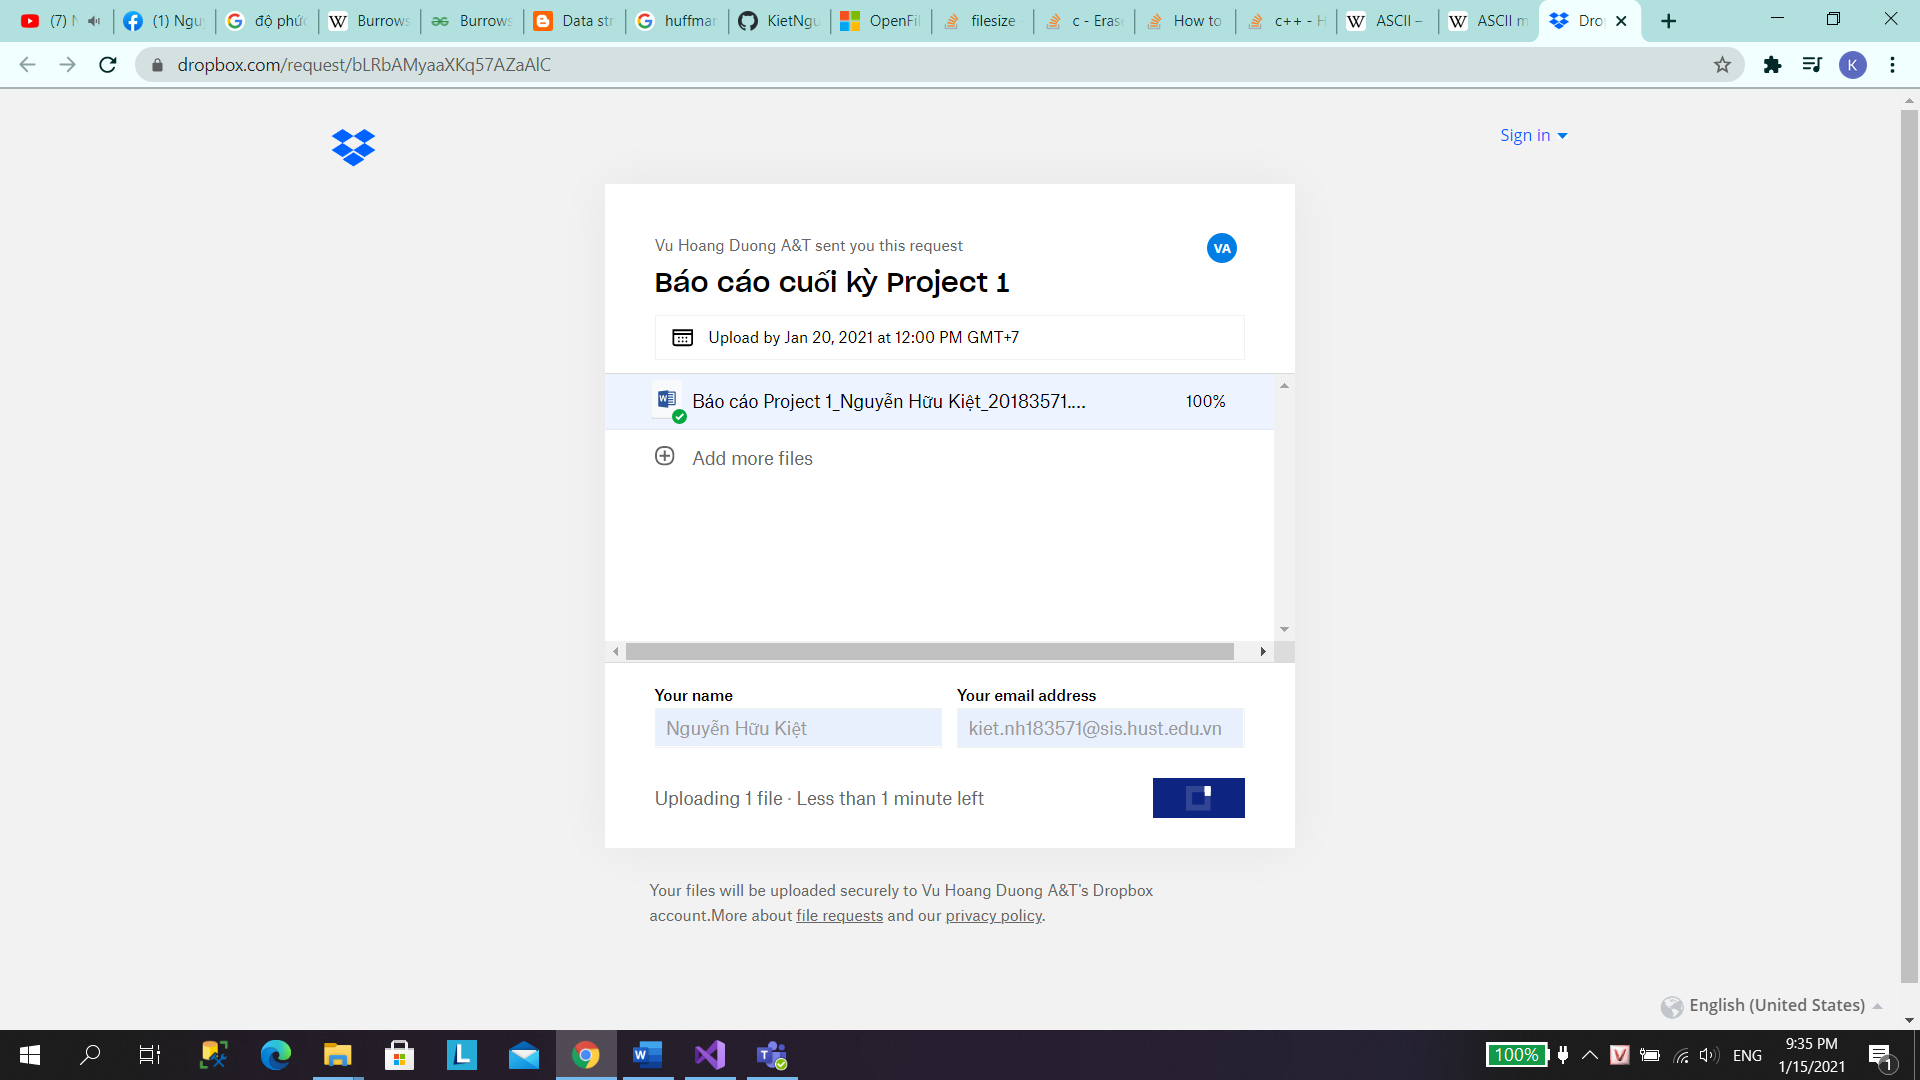 (7) N
(1) Ngu
độ phức
Burrows
Burrows
Data str
huffman
KietNgu
OpenFil
filesize
c - Eras
How to
c++ - H
ASCII –
ASCII m
Dro
dropbox.com/request/bLRbAMyaaXKq57AZaAlC
K
Sign in
Vu Hoang Duong A&T sent you this request
VA
Báo cáo cuối kỳ Project 1
Upload by Jan 20, 2021 at 12:00 PM GMT+7
Báo cáo Project 1_Nguyễn Hữu Kiệt_20183571.... 100%
Add more files
Your name
Your email address
Nguyễn Hữu Kiệt
kiet.nh183571@sis.hust.edu.vn
Uploading 1 file · Less than 1 minute left
Your files will be uploaded securely to Vu Hoang Duong A&T's Dropbox
account.More about file requests and our privacy policy.
English (United States)
100%
ENG
9:35 PM
1/15/2021
1